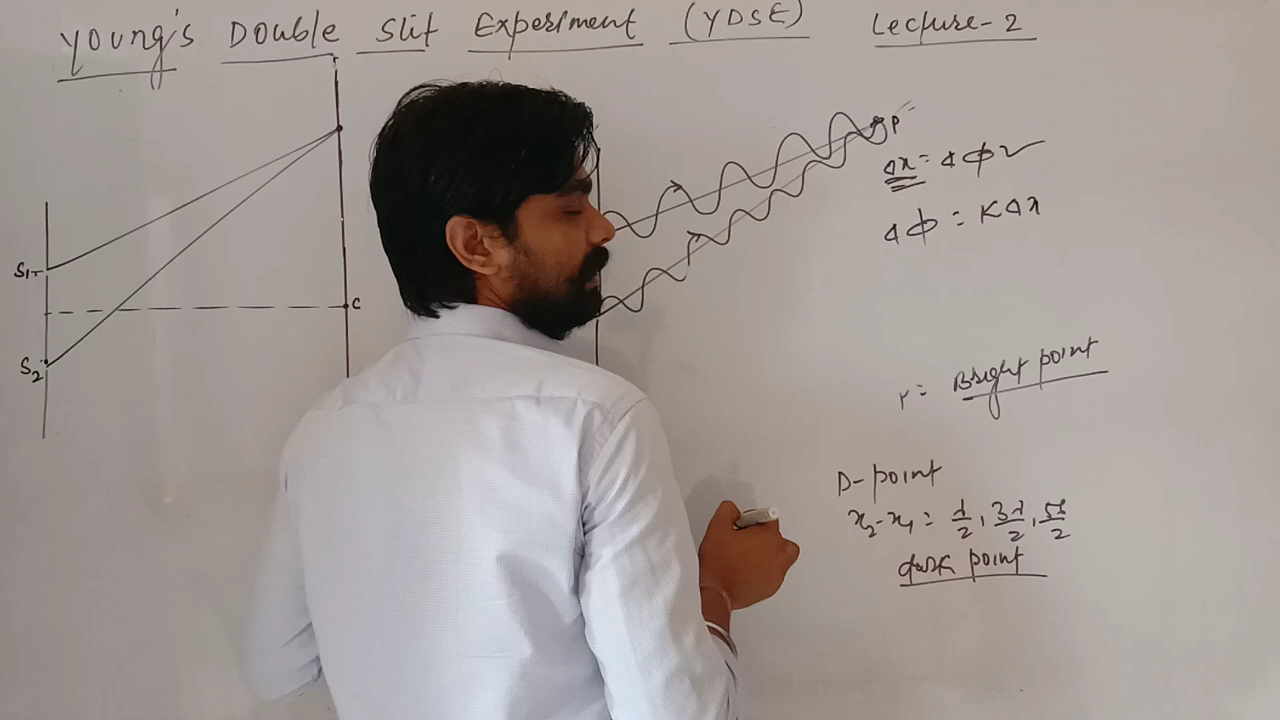 Young's Double Slit Experiment (YDSE) Lecture-2
S1
C
S2
P
Δx = Δϕ
Δϕ = KΔx
P = Bright point
D-point
x2-x1 = λ/2, 3λ/2, 5λ/2
dark point